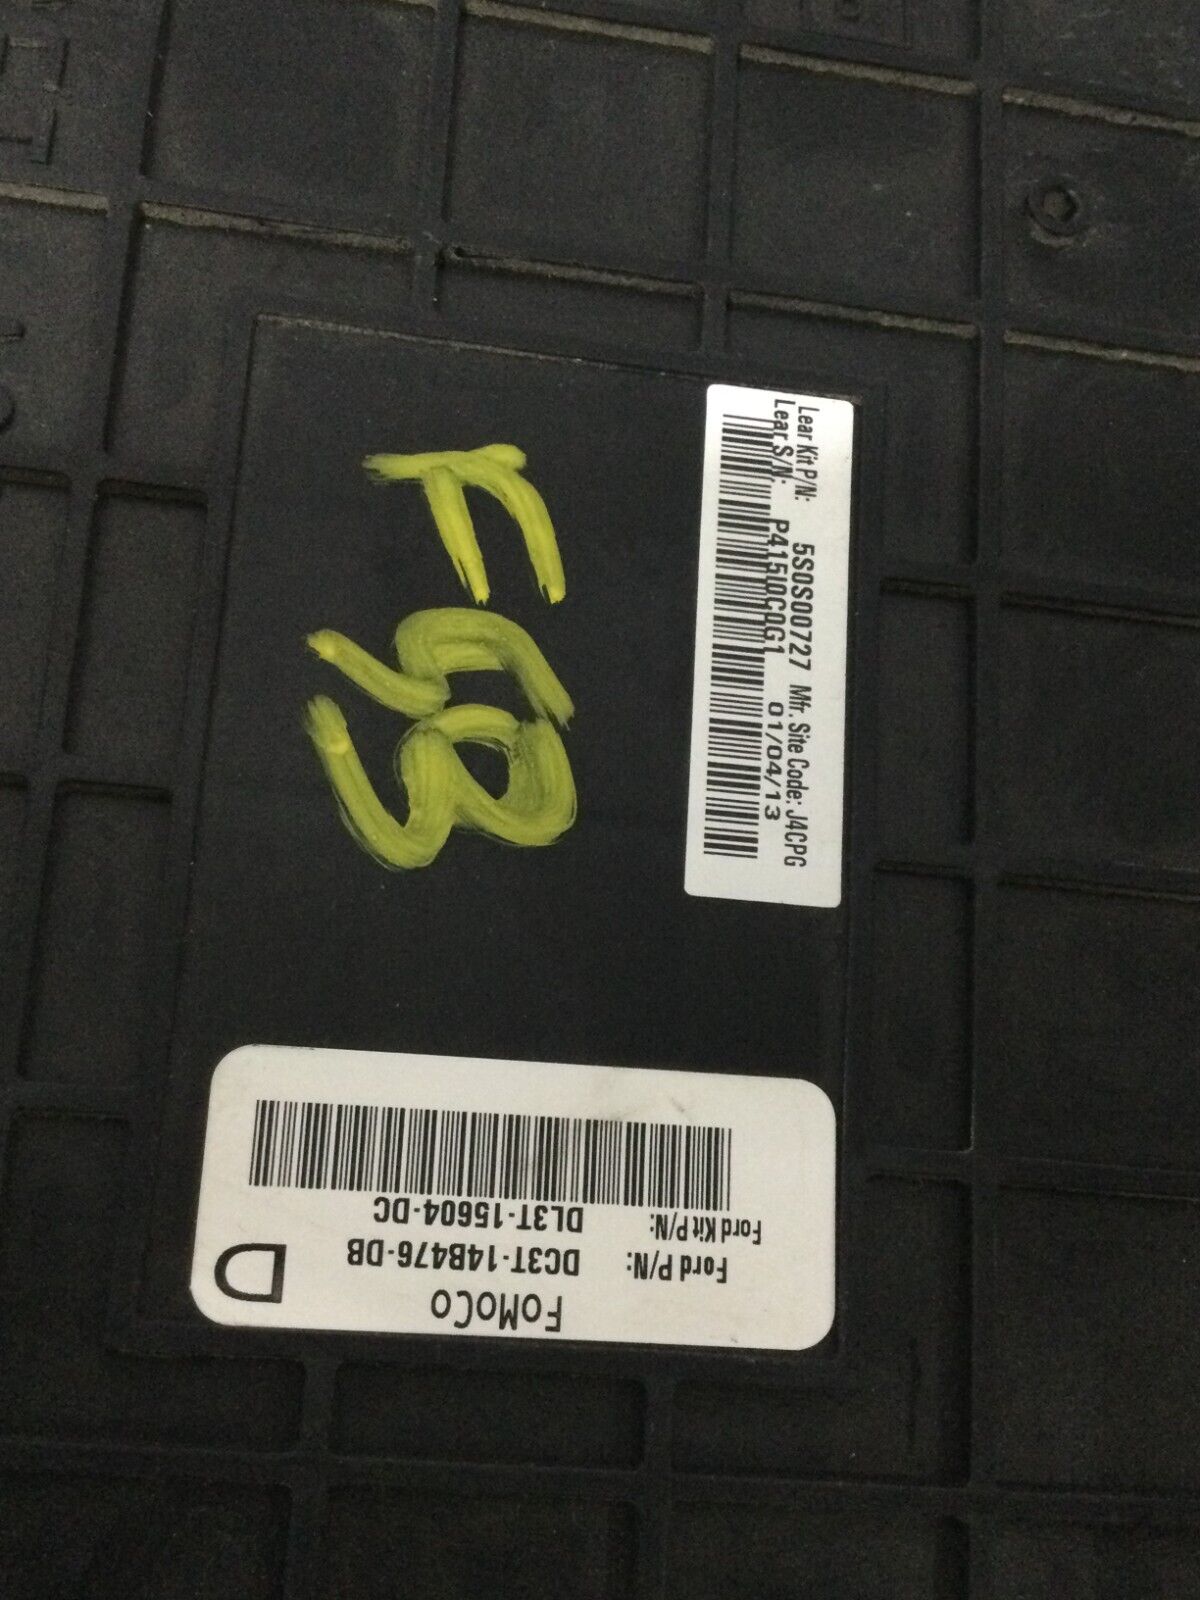 Lear Kit P/N: 5S0S00727 Mfr. Site Code: J4CPG
Lear S/N: P415I0C0G1 01/04/13
F58
FoMoCo
Ford P/N: DC3T-14B476-DB
Ford Kit P/N: DL3T-15604-DC
D